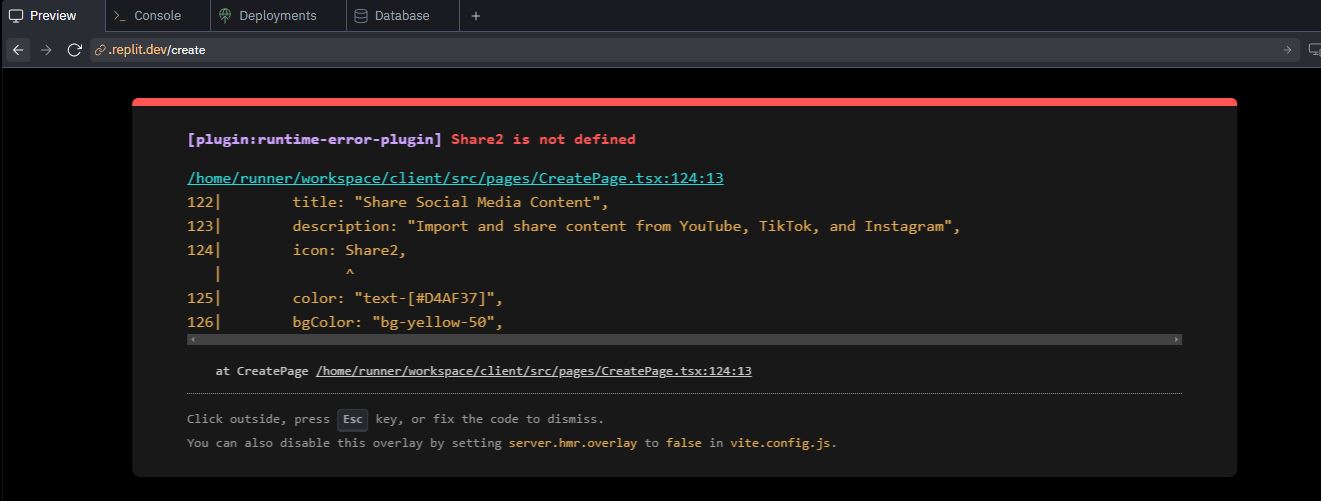 Preview Console Deployments Database
.replit.dev/create
[plugin:runtime-error-plugin] Share2 is not defined
/home/runner/workspace/client/src/pages/CreatePage.tsx:124:13
122| title: "Share Social Media Content",
123| description: "Import and share content from YouTube, TikTok, and Instagram",
124| icon: Share2,
| ^
125| color: "text-[#D4AF37]",
126| bgColor: "bg-yellow-50",
at CreatePage /home/runner/workspace/client/src/pages/CreatePage.tsx:124:13
Click outside, press Esc key, or fix the code to dismiss.
You can also disable this overlay by setting server.hmr.overlay to false in vite.config.js.